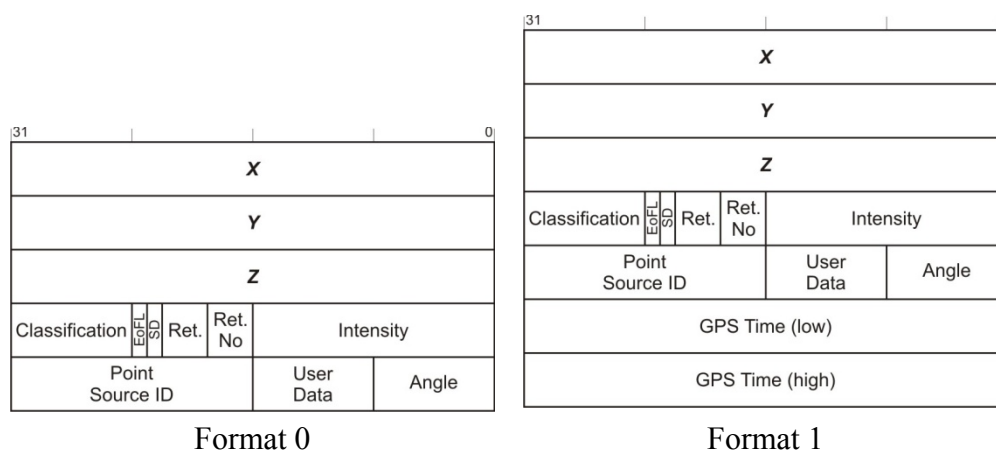 31 0
X
Y
Z
Classification EoFL SD Ret. Ret. No Intensity
Point Source ID User Data Angle
Format 0
31
X
Y
Z
Classification EoFL SD Ret. Ret. No Intensity
Point Source ID User Data Angle
GPS Time (low)
GPS Time (high)
Format 1